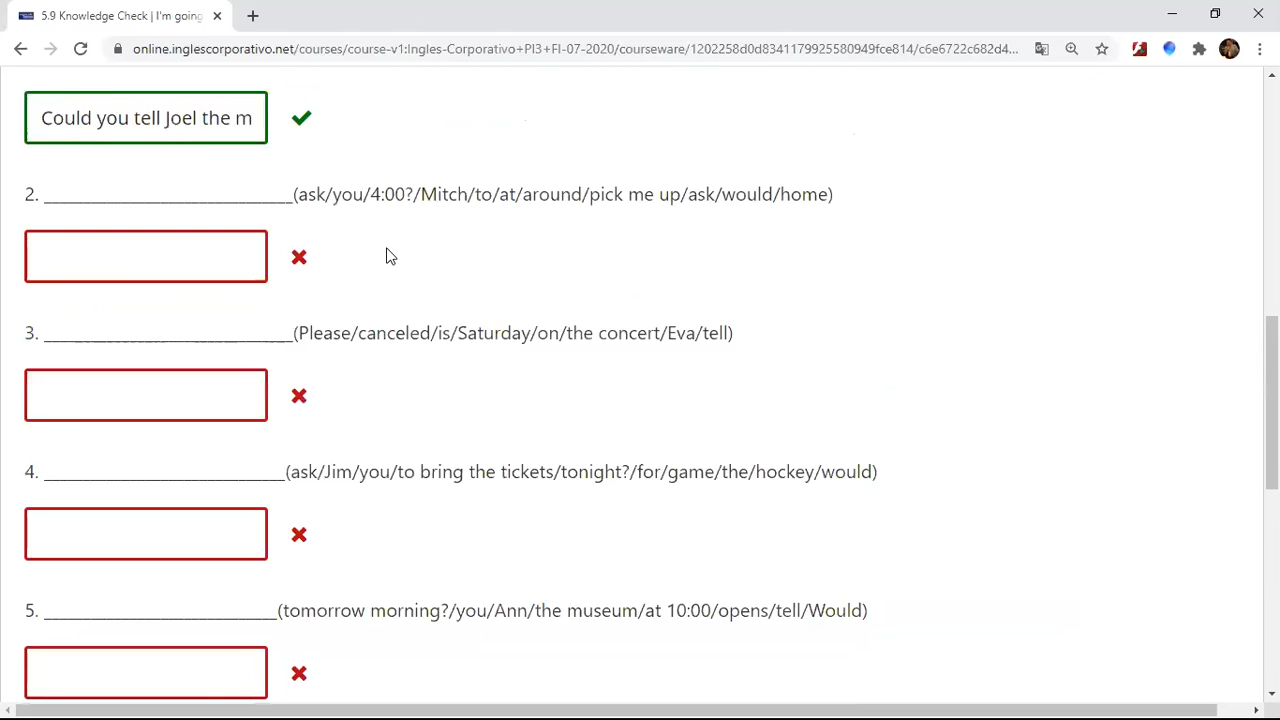 5.9 Knowledge Check | I'm going
online.inglescorporativo.net/courses/course-v1:Ingles-Corporativo+PI3+FI-07-2020/courseware/1202258d0d8341179925580949fce814/c6e6722c682d4...
Could you tell Joel the m
2. ___________________________(ask/you/4:00?/Mitch/to/at/around/pick me up/ask/would/home)
3. ___________________________(Please/canceled/is/Saturday/on/the concert/Eva/tell)
4. __________________________(ask/Jim/you/to bring the tickets/tonight?/for/game/the/hockey/would)
5. _________________________(tomorrow morning?/you/Ann/the museum/at 10:00/opens/tell/Would)